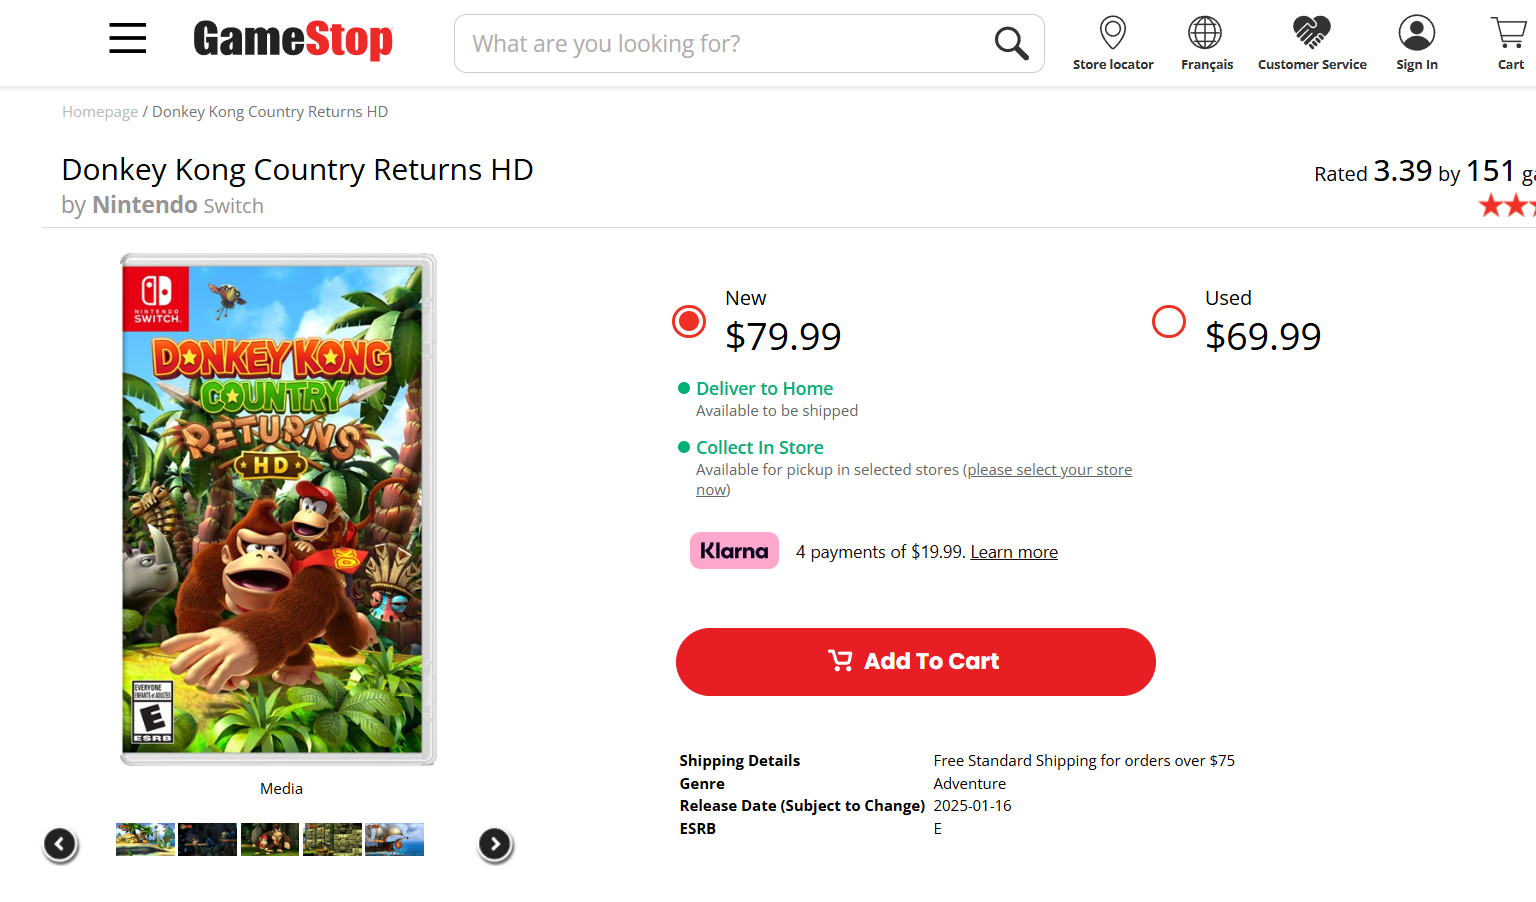 GameStop
What are you looking for?
Store locator
Français
Customer Service
Sign In
Cart
Homepage / Donkey Kong Country Returns HD
Donkey Kong Country Returns HD
by Nintendo Switch
Rated 3.39 by 151
NINTENDO
SWITCH.
DONKEY KONG
COUNTRY
RETURNS
HD
EVERYONE
ENFANTS et ADULTES
E
ESRB
Media
New
$79.99
Used
$69.99
Deliver to Home
Available to be shipped
Collect In Store
Available for pickup in selected stores (please select your store
now)
Klarna
4 payments of $19.99. Learn more
Add To Cart
Shipping Details Free Standard Shipping for orders over $75
Genre Adventure
Release Date (Subject to Change) 2025-01-16
ESRB E